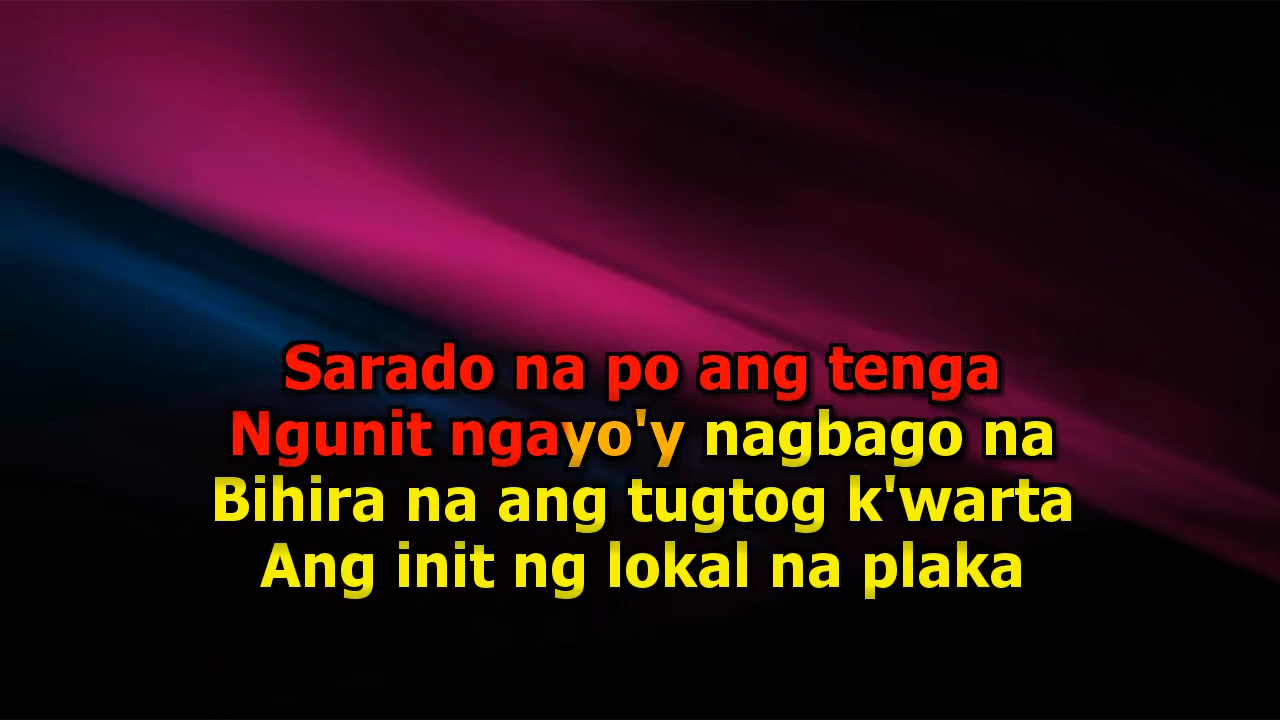 Sarado na po ang tenga
Ngunit ngayo'y nagbago na
Bihira na ang tugtog k'warta
Ang init ng lokal na plaka